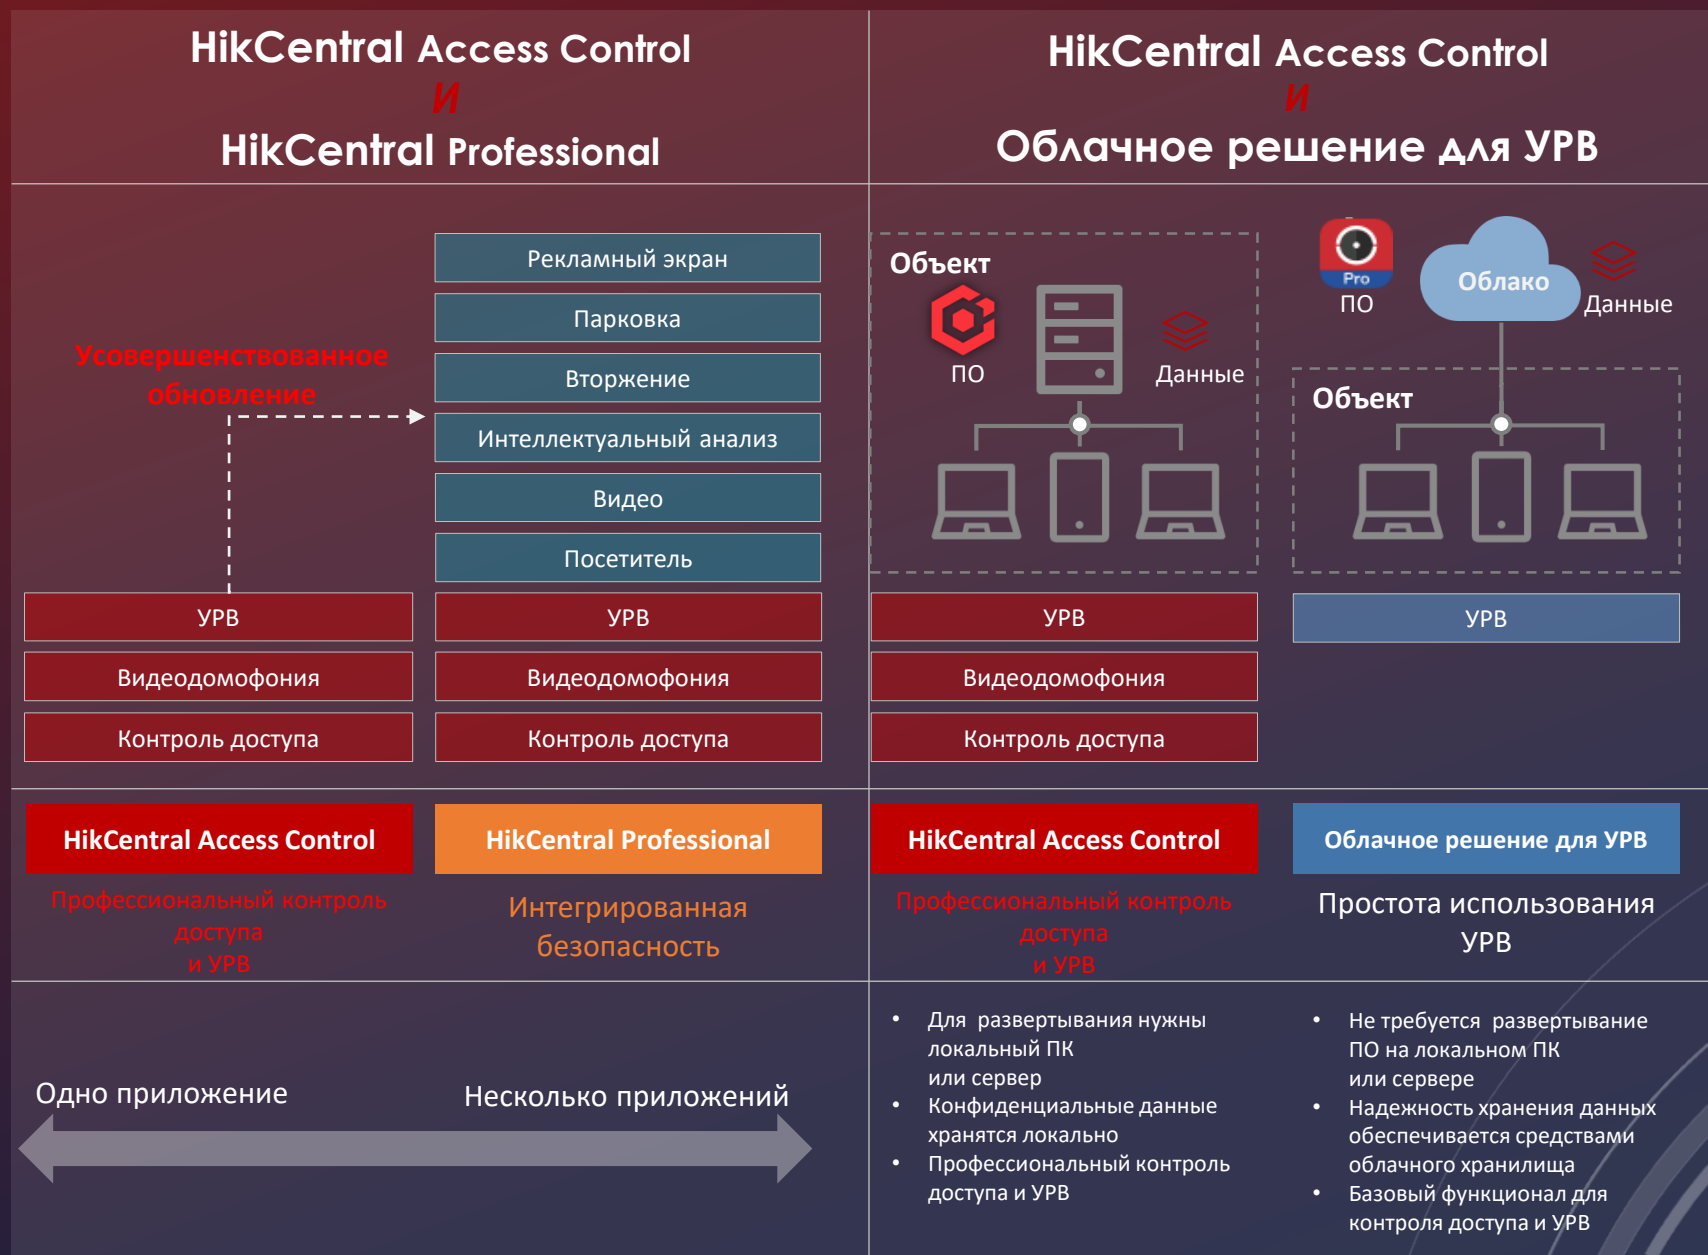 HikCentral Access Control
И
HikCentral Professional
HikCentral Access Control
И
Облачное решение для УРВ
Усовершенствованное
обновление
Рекламный экран
Парковка
Вторжение
Интеллектуальный анализ
Видео
Посетитель
УРВ
Видеодомофония
Контроль доступа
УРВ
Видеодомофония
Контроль доступа
Объект
ПО
Данные
УРВ
Видеодомофония
Контроль доступа
Pro
ПО
Облако
Данные
Объект
УРВ
HikCentral Access Control
Профессиональный контроль
доступа
и УРВ
HikCentral Professional
Интегрированная
безопасность
HikCentral Access Control
Профессиональный контроль
доступа
и УРВ
Облачное решение для УРВ
Простота использования
УРВ
Одно приложение
Несколько приложений
• Для развертывания нужны
локальный ПК
или сервер
• Конфиденциальные данные
хранятся локально
• Профессиональный контроль
доступа и УРВ
• Не требуется развертывание
ПО на локальном ПК
или сервере
• Надежность хранения данных
обеспечивается средствами
облачного хранилища
• Базовый функционал для
контроля доступа и УРВ